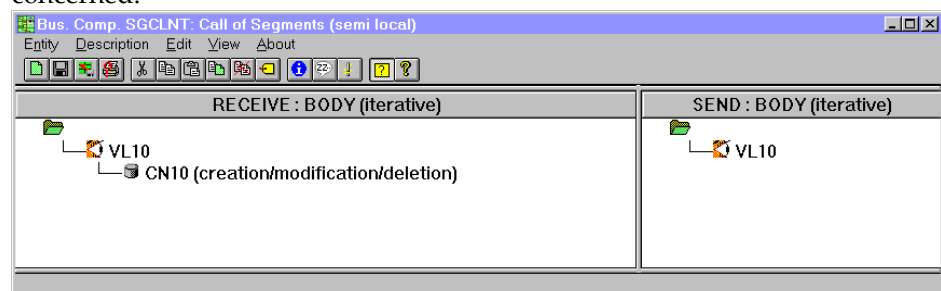 concerned:
Bus. Comp. SGCLNT: Call of Segments (semi local)
Entity Description Edit View About
RECEIVE : BODY (iterative)
SEND : BODY (iterative)
VL10
CN10 (creation/modification/deletion)
VL10